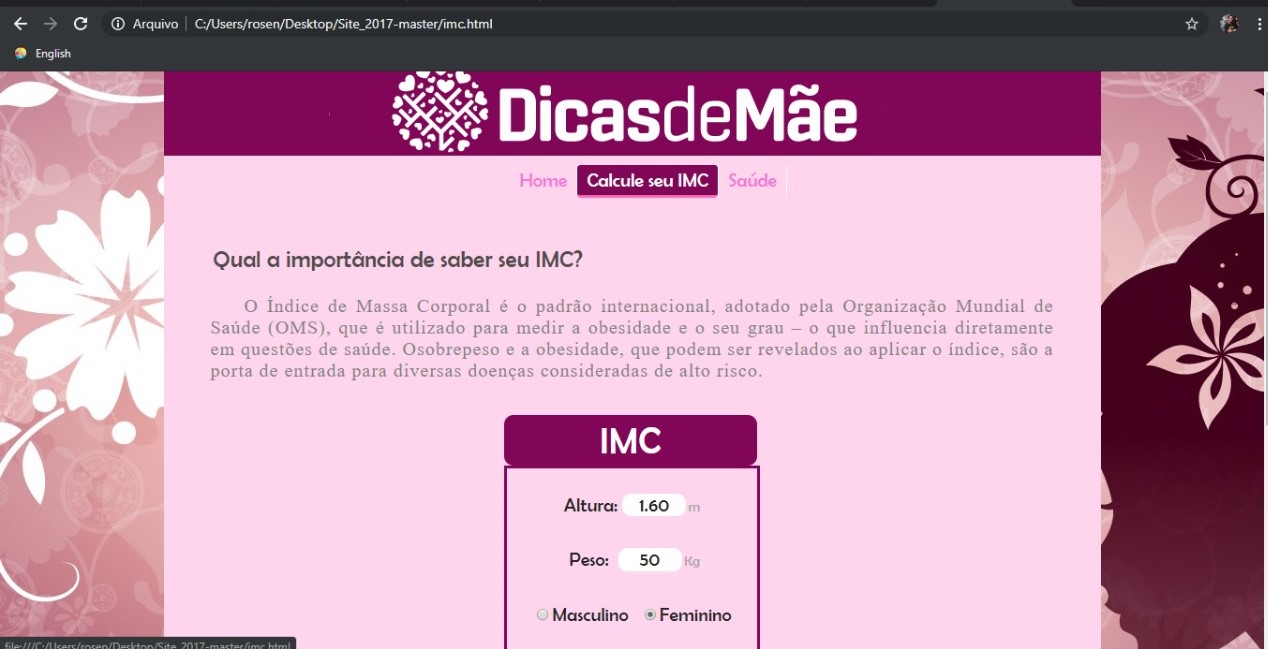 Arquivo | C:/Users/rosen/Desktop/Site_2017-master/imc.html
English
DicasdeMãe
Home Calcule seu IMC Saúde
Qual a importância de saber seu IMC?
O Índice de Massa Corporal é o padrão internacional, adotado pela Organização Mundial de
Saúde (OMS), que é utilizado para medir a obesidade e o seu grau – o que influencia diretamente
em questões de saúde. Osobrepeso e a obesidade, que podem ser revelados ao aplicar o índice, são a
porta de entrada para diversas doenças consideradas de alto risco.
IMC
Altura: 1.60 m
Peso: 50 Kg
Masculino Feminino
file:///C:/Users/rosen/Desktop/Site_2017-master/imc.html